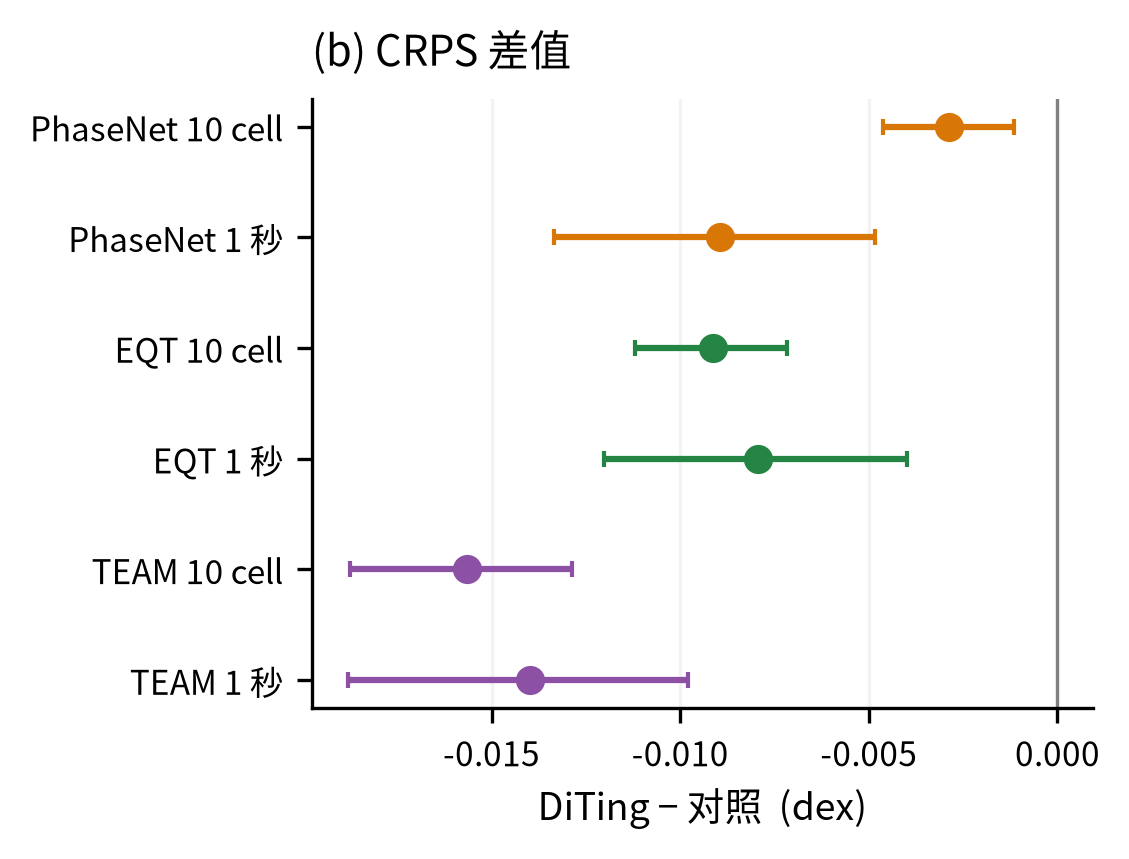 (b) CRPS 差值
PhaseNet 10 cell
PhaseNet 1 秒
EQT 10 cell
EQT 1 秒
TEAM 10 cell
TEAM 1 秒
-0.015 -0.010 -0.005 0.000
DiTing − 对照 (dex)